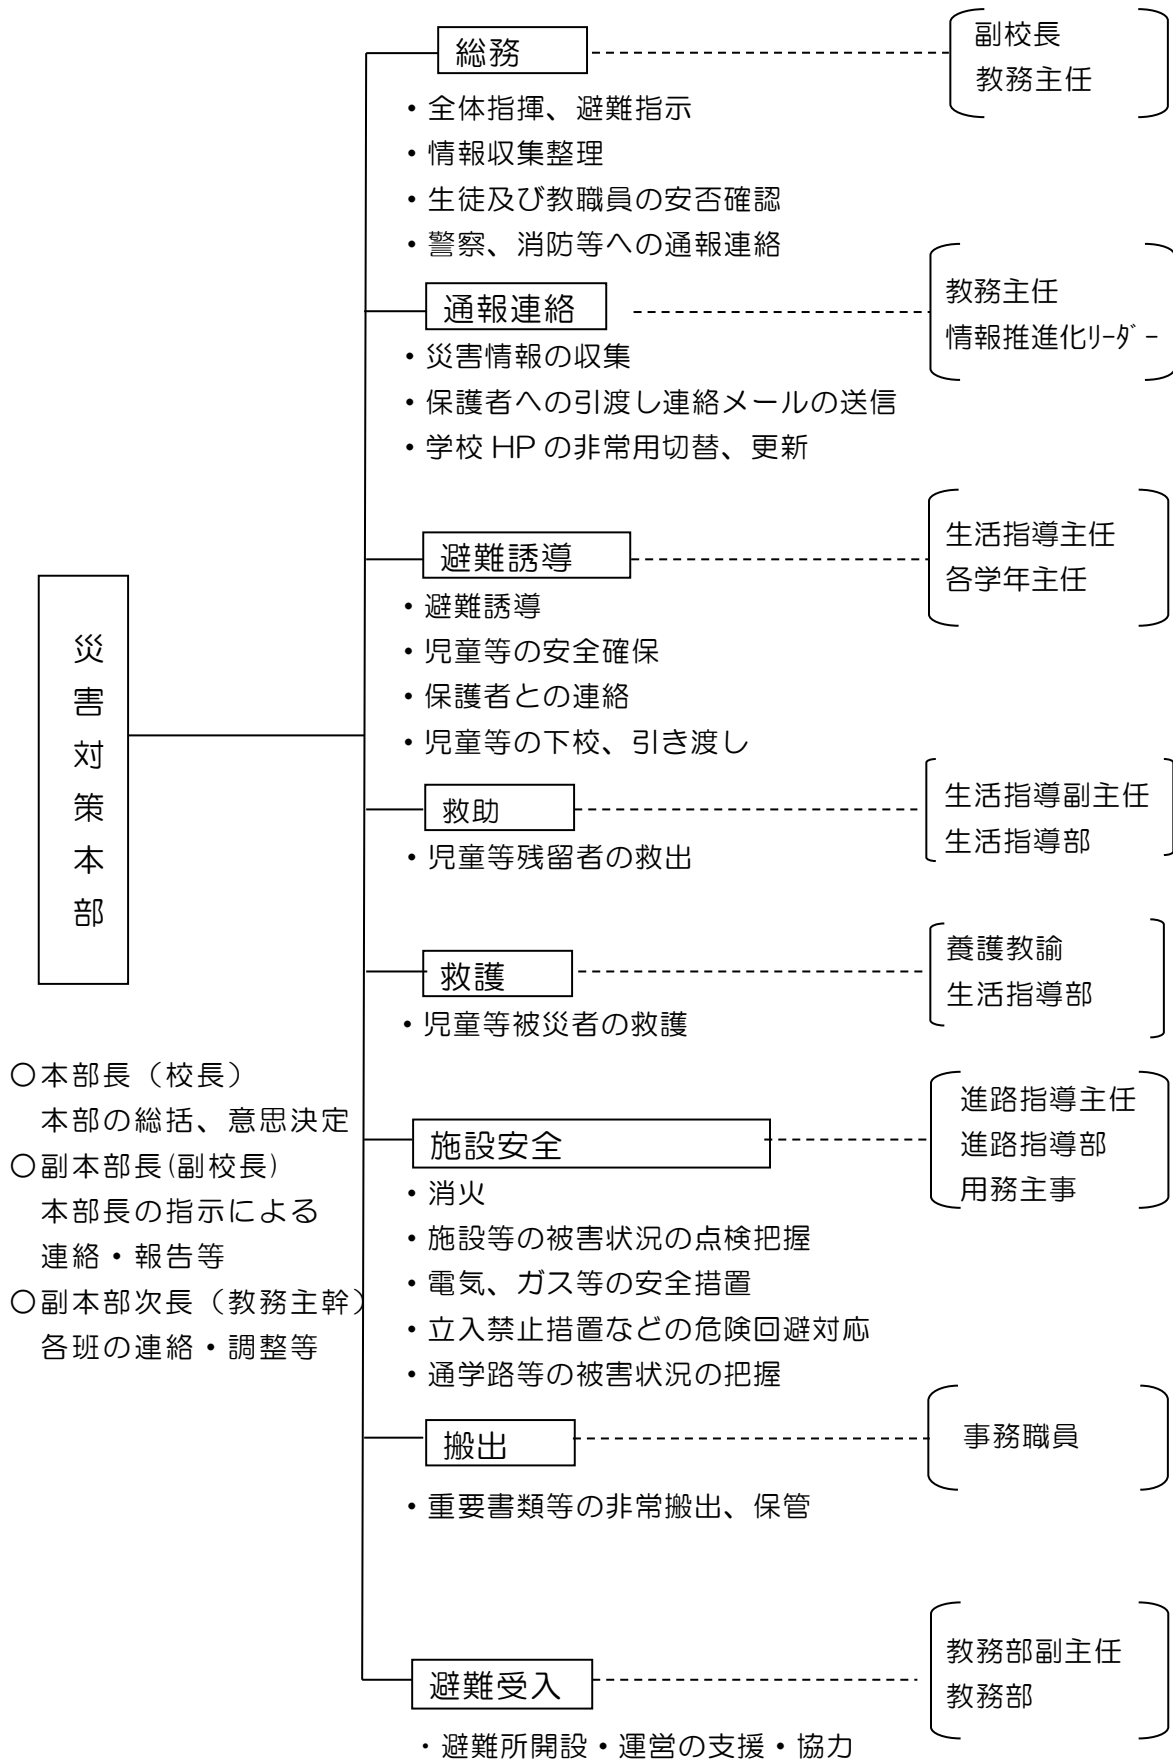 総務
副校長
教務主任
・全体指揮、避難指示
・情報収集整理
・生徒及び教職員の安否確認
・警察、消防等への通報連絡
通報連絡
教務主任
情報推進化ﾘｰﾀﾞｰ
・災害情報の収集
・保護者への引渡し連絡メールの送信
・学校 HP の非常用切替、更新
避難誘導
生活指導主任
各学年主任
・避難誘導
・児童等の安全確保
・保護者との連絡
・児童等の下校、引き渡し
災害対策本部
救助
生活指導副主任
生活指導部
・児童等残留者の救出
救護
養護教諭
生活指導部
・児童等被災者の救護
〇本部長（校長）
本部の総括、意思決定
〇副本部長(副校長)
本部長の指示による
連絡・報告等
〇副本部次長（教務主幹）
各班の連絡・調整等
施設安全
進路指導主任
進路指導部
用務主事
・消火
・施設等の被害状況の点検把握
・電気、ガス等の安全措置
・立入禁止措置などの危険回避対応
・通学路等の被害状況の把握
搬出
事務職員
・重要書類等の非常搬出、保管
避難受入
教務部副主任
教務部
・避難所開設・運営の支援・協力